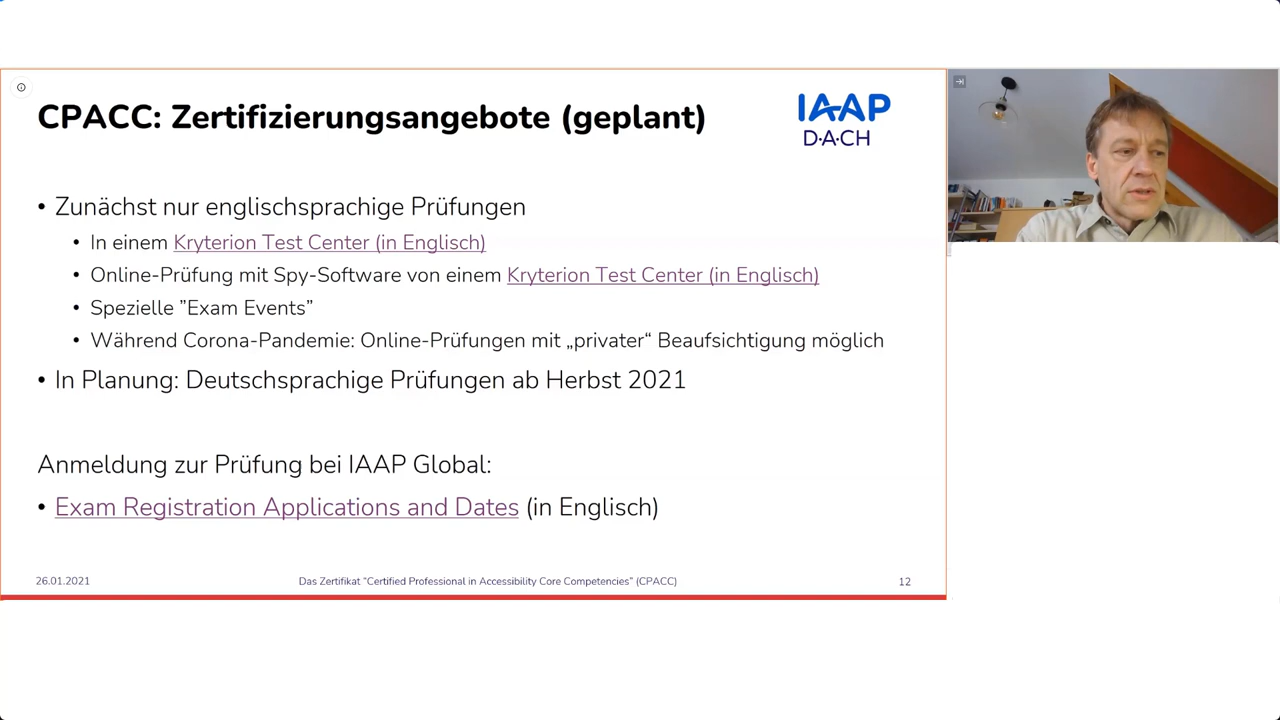 CPACC: Zertifizierungsangebote (geplant)
IAAP
D·A·CH
• Zunächst nur englischsprachige Prüfungen
• In einem Kryterion Test Center (in Englisch)
• Online-Prüfung mit Spy-Software von einem Kryterion Test Center (in Englisch)
• Spezielle ”Exam Events”
• Während Corona-Pandemie: Online-Prüfungen mit „privater“ Beaufsichtigung möglich
• In Planung: Deutschsprachige Prüfungen ab Herbst 2021
Anmeldung zur Prüfung bei IAAP Global:
• Exam Registration Applications and Dates (in Englisch)
26.01.2021
Das Zertifikat "Certified Professional in Accessibility Core Competencies" (CPACC)
12